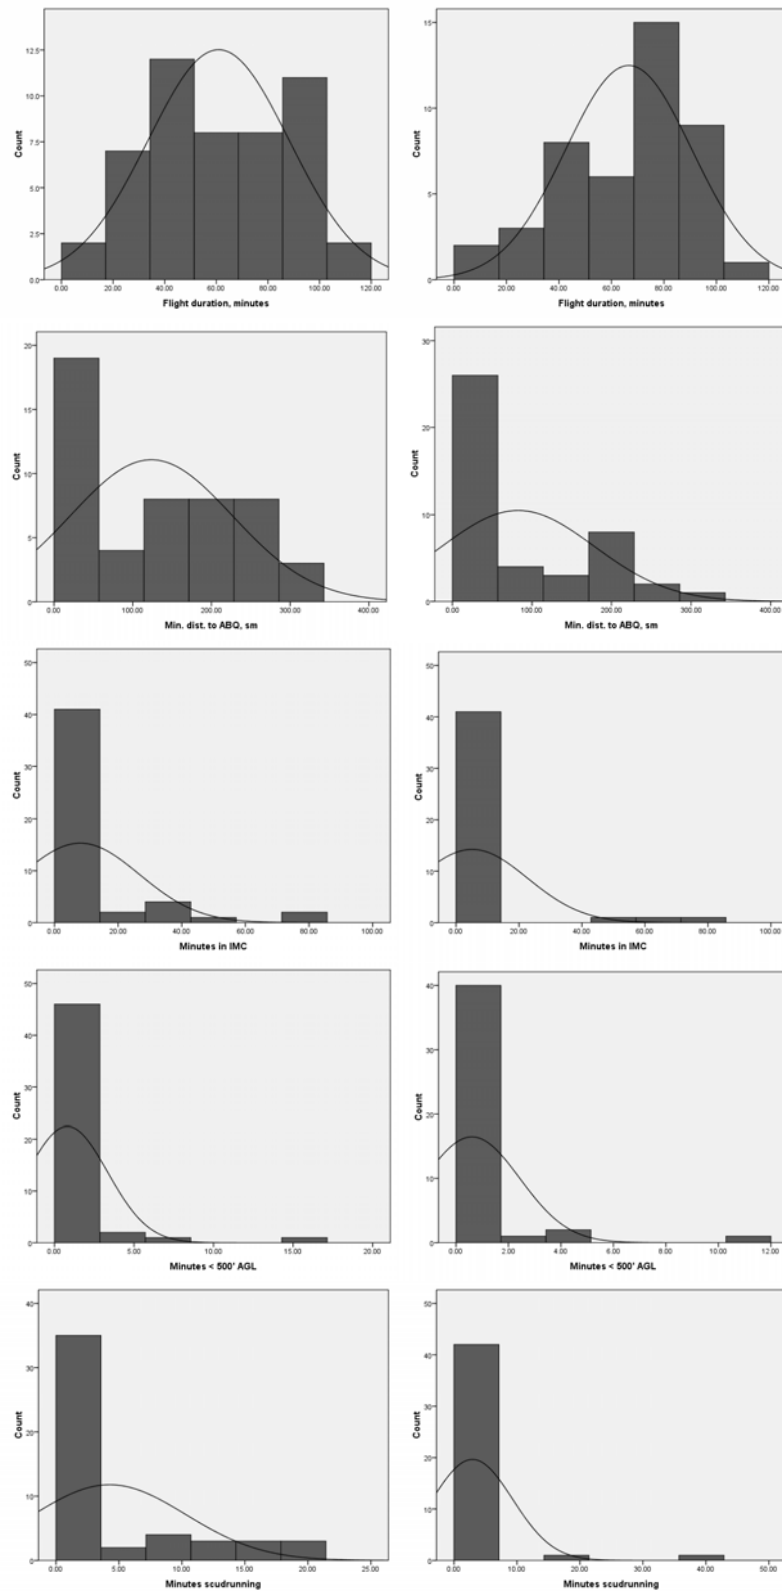 12.5
10.0
7.5
5.0
2.5
0.0
Count
0.00 20.00 40.00 60.00 80.00 100.00 120.00
Flight duration, minutes
15
10
5
0
Count
0.00 20.00 40.00 60.00 80.00 100.00 120.00
Flight duration, minutes
20
15
10
5
0
Count
0.00 100.00 200.00 300.00 400.00
Min. dist. to ABQ, sm
30
20
10
0
Count
0.00 100.00 200.00 300.00 400.00
Min. dist. to ABQ, sm
50
40
30
20
10
0
Count
0.00 20.00 40.00 60.00 80.00 100.00
Minutes in IMC
50
40
30
20
10
0
Count
0.00 20.00 40.00 60.00 80.00 100.00
Minutes in IMC
50
40
30
20
10
0
Count
0.00 5.00 10.00 15.00 20.00
Minutes < 500' AGL
40
30
20
10
0
Count
0.00 2.00 4.00 6.00 8.00 10.00 12.00
Minutes < 500' AGL
40
30
20
10
0
Count
0.00 5.00 10.00 15.00 20.00 25.00
Minutes scudrunning
50
40
30
20
10
0
Count
0.00 10.00 20.00 30.00 40.00 50.00
Minutes scudrunning